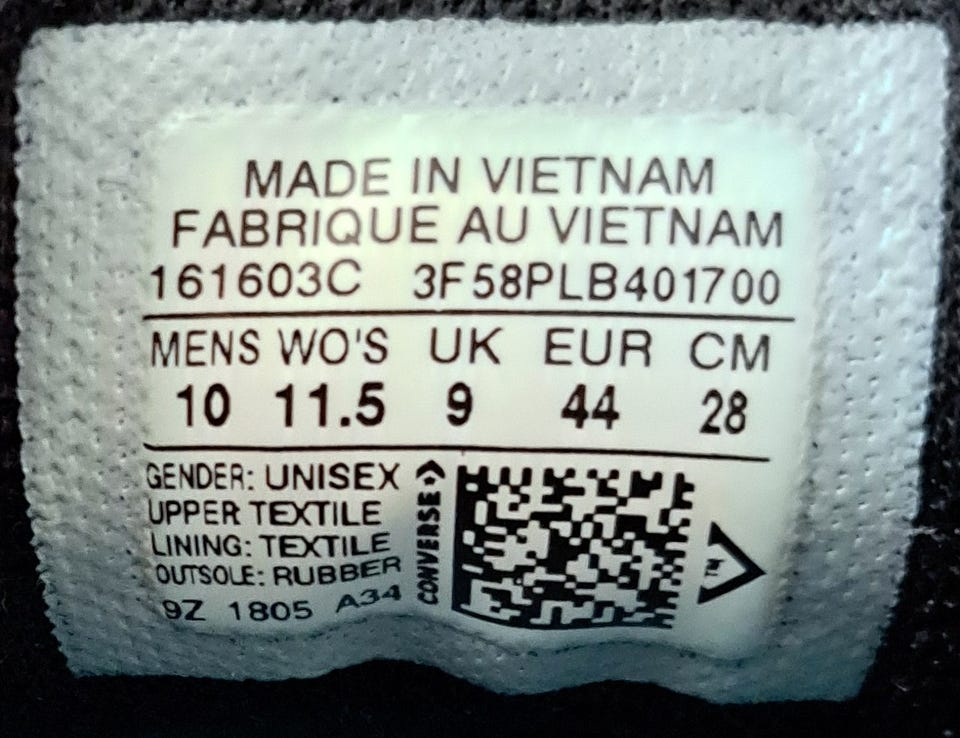 MADE IN VIETNAM
FABRIQUE AU VIETNAM
161603C 3F58PLB401700
MENS WO'S UK EUR CM
10 11.5 9 44 28
GENDER: UNISEX
UPPER TEXTILE
LINING: TEXTILE
OUTSOLE: RUBBER
9Z 1805 A34
CONVERSE
TM